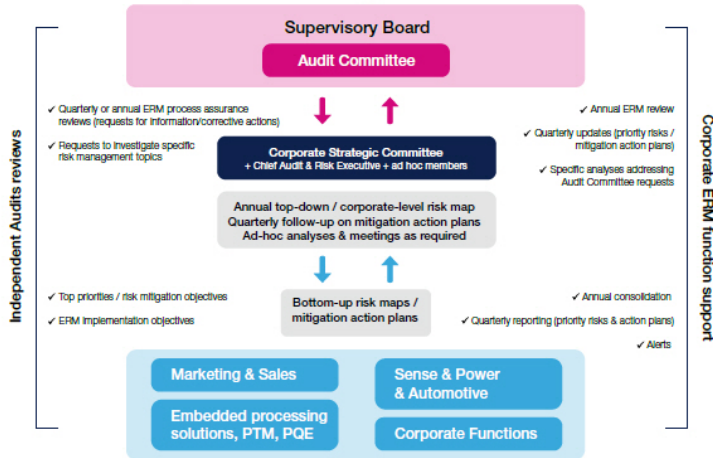 Supervisory Board
Audit Committee
✓ Quarterly or annual ERM process assurance
reviews (requests for information/corrective actions)
✓ Requests to investigate specific
risk management topics
✓ Annual ERM review
✓ Quarterly updates (priority risks /
mitigation action plans)
✓ Specific analyses addressing
Audit Committee requests
Corporate Strategic Committee
+ Chief Audit & Risk Executive + ad hoc members
Annual top-down / corporate-level risk map
Quarterly follow-up on mitigation action plans
Ad-hoc analyses & meetings as required
Independent Audits reviews
Corporate ERM function support
✓ Top priorities / risk mitigation objectives
✓ ERM implementation objectives
Bottom-up risk maps /
mitigation action plans
✓ Annual consolidation
✓ Quarterly reporting (priority risks & action plans)
✓ Alerts
Marketing & Sales
Sense & Power
& Automotive
Embedded processing
solutions, PTM, PQE
Corporate Functions